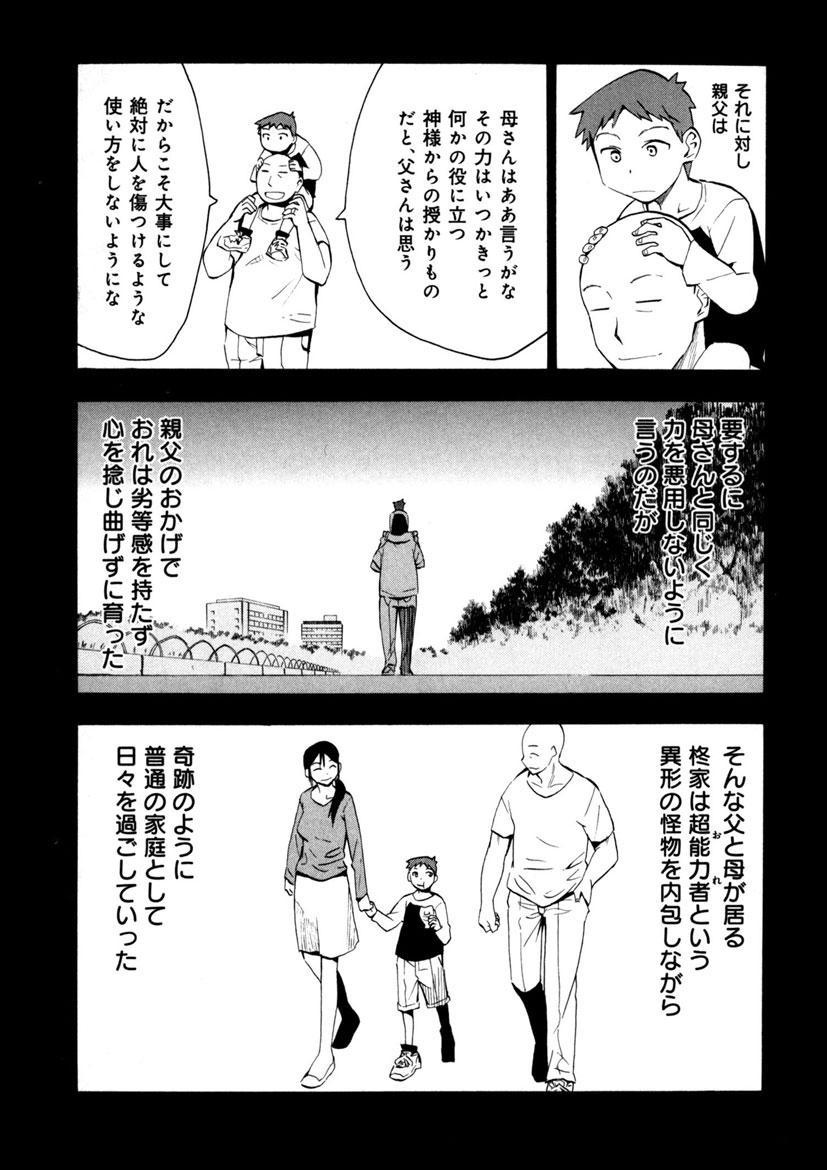 それに対し
親父は
母さんはああ言うがな
その力はいつかきっと
何かの役に立つ
神様からの授かりもの
だと、父さんは思う
だからこそ大事にして
絶対に人を傷つけるような
使い方をしないようにな
要するに
母さんと同じく
力を悪用しないように
言うのだが
親父のおかげで
おれは劣等感を持たず
心を捻じ曲げずに育った
そんな父と母が居る
柊家は超能力者という
おれ
異形の怪物を内包しながら
奇跡のように
普通の家庭として
日々を過ごしていった